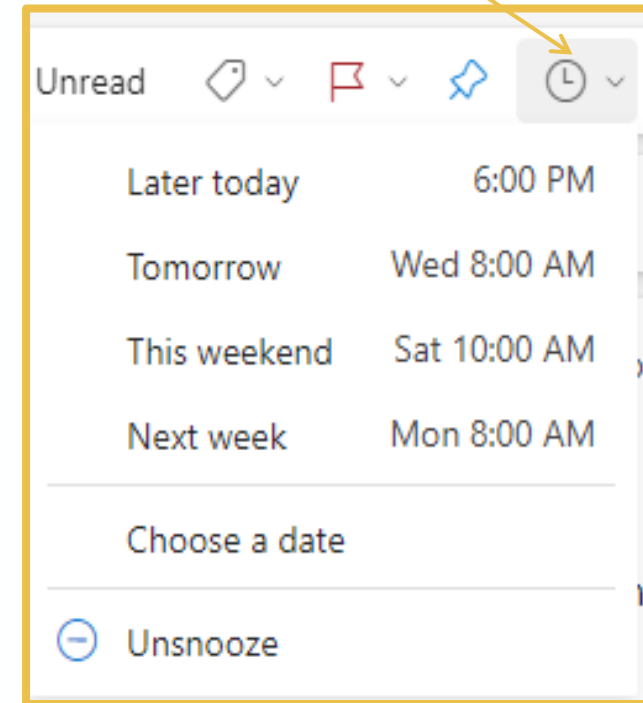 Unread
Later today 6:00 PM
Tomorrow Wed 8:00 AM
This weekend Sat 10:00 AM
Next week Mon 8:00 AM
Choose a date
Unsnooze